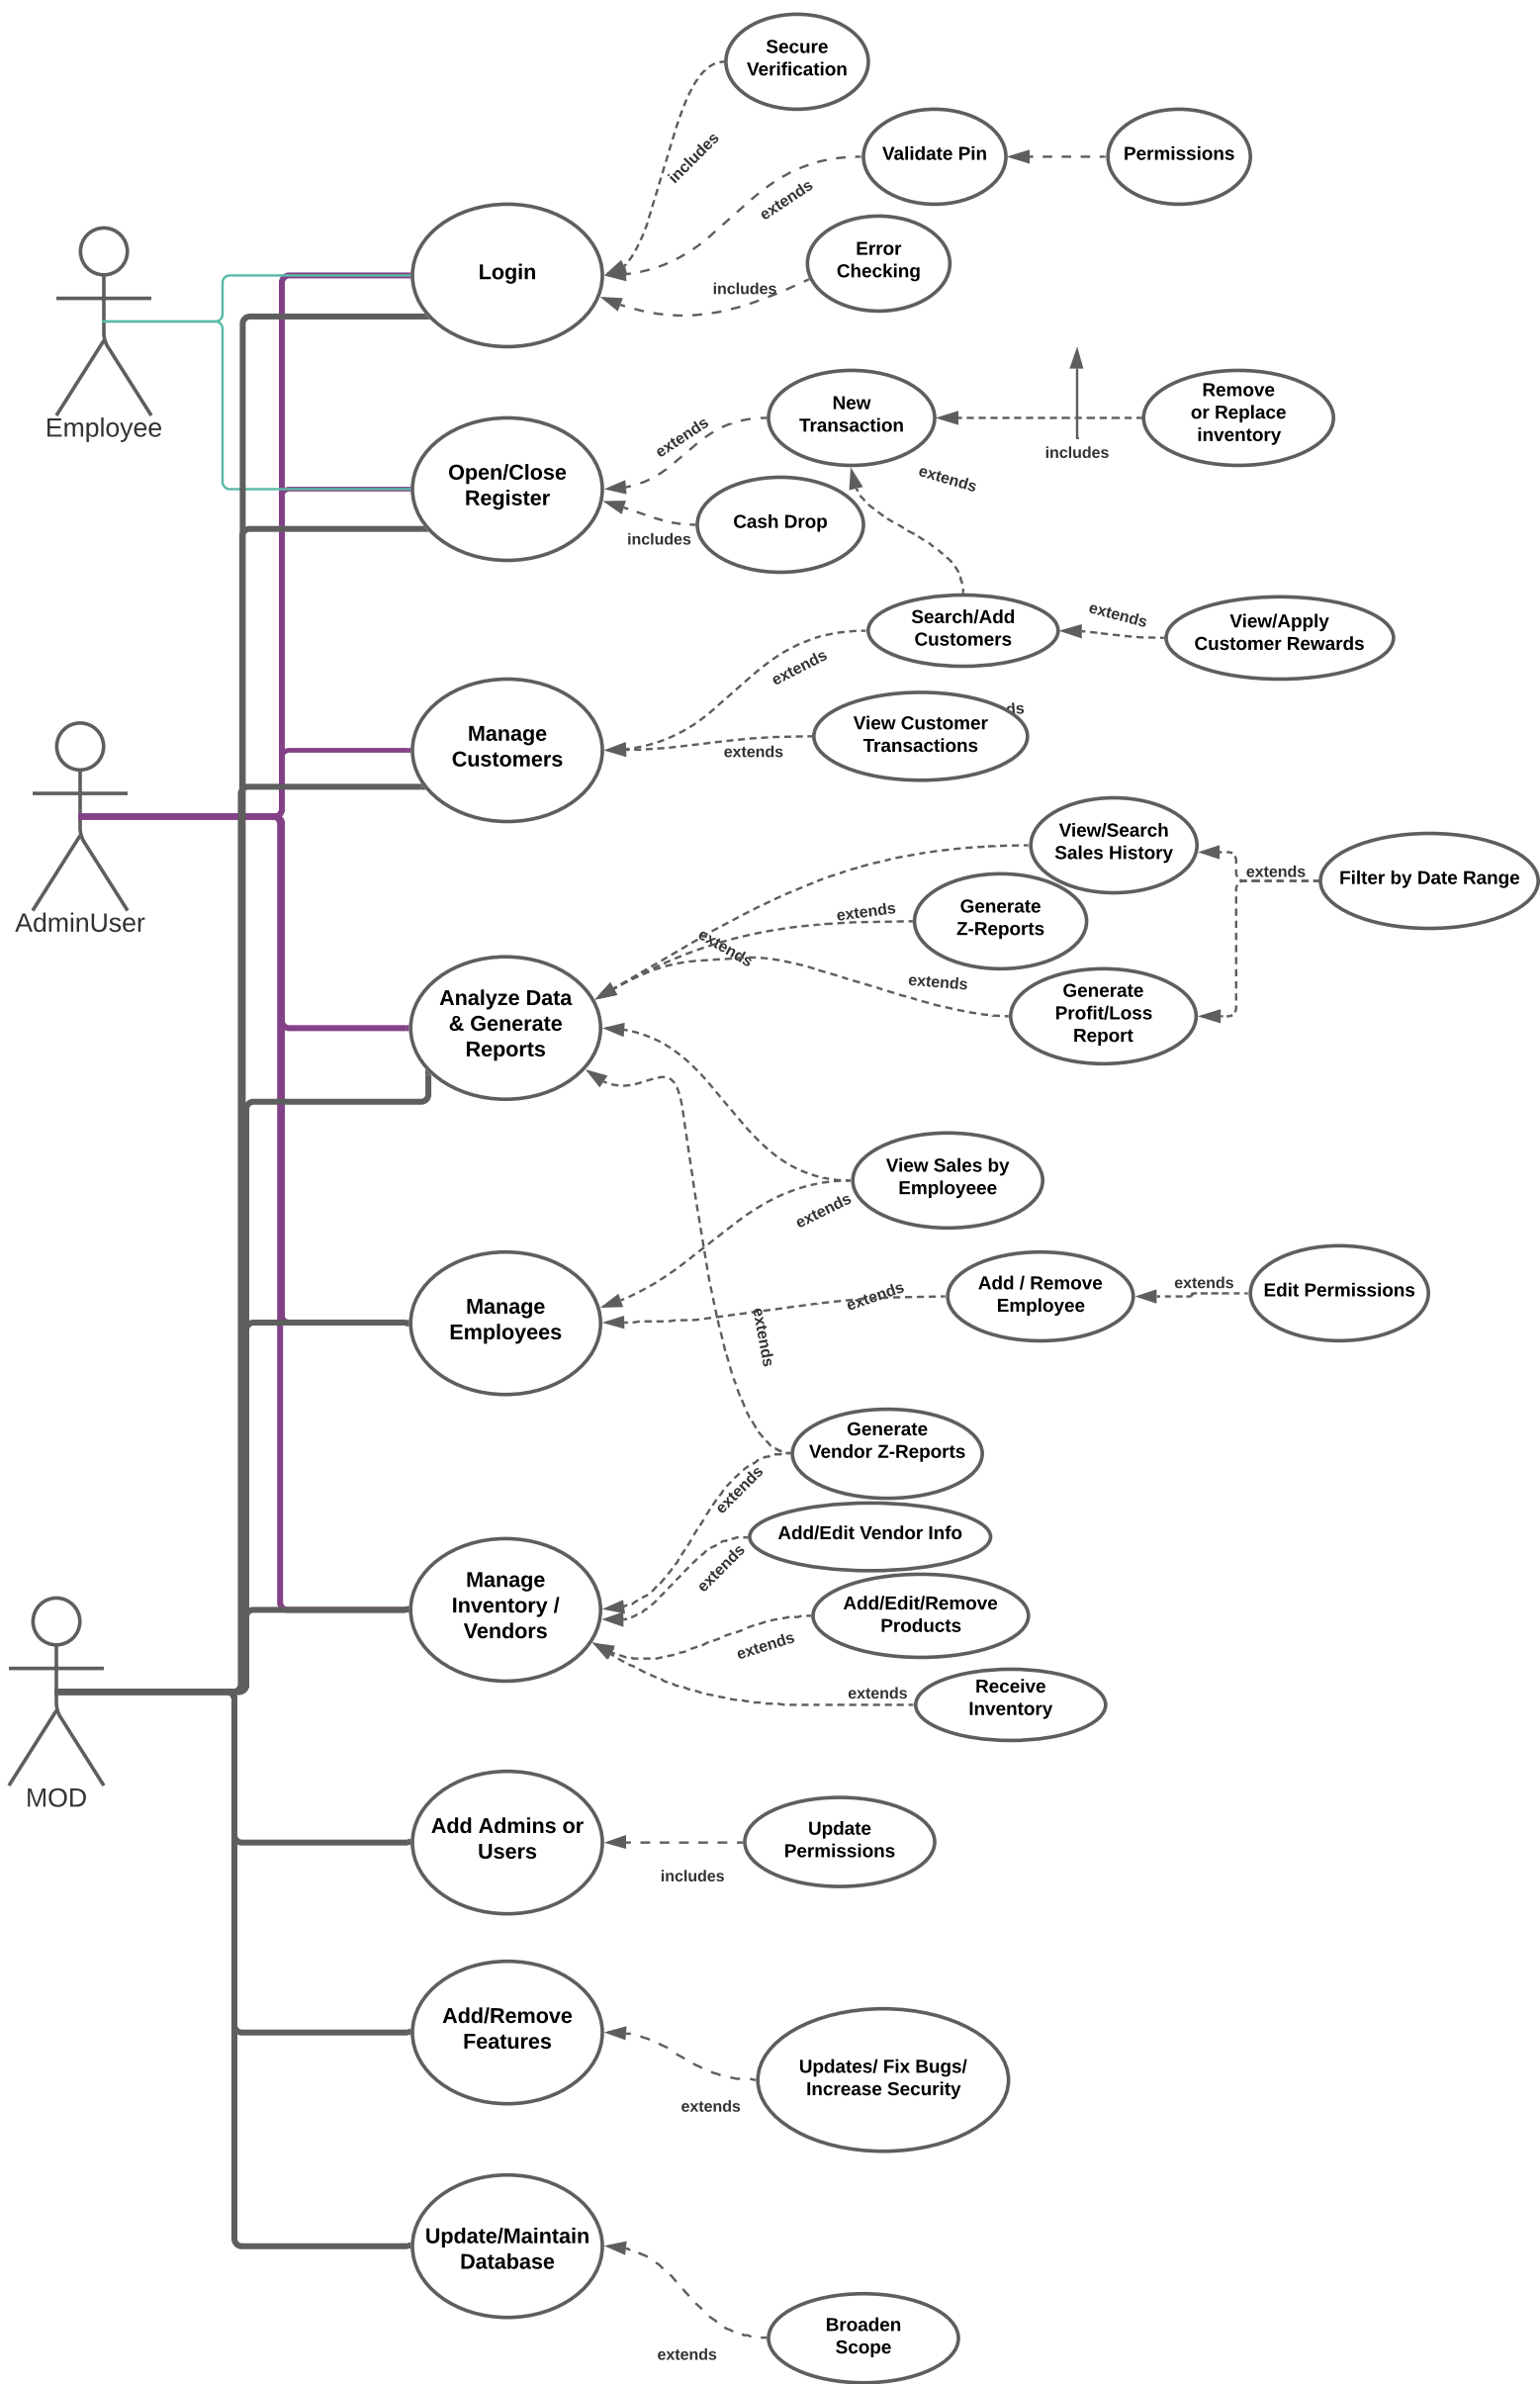 Secure
Verification
includes
Validate Pin
Permissions
extends
Error
Checking
Login
includes
Employee
New
Transaction
Remove
or Replace
inventory
extends
includes
Open/Close
Register
extends
Cash Drop
includes
Search/Add
Customers
extends
View/Apply
Customer Rewards
extends
Manage
Customers
View Customer
Transactions
ds
extends
AdminUser
View/Search
Sales History
extends
Filter by Date Range
Generate
Z-Reports
extends
extends
extends
Generate
Profit/Loss
Report
Analyze Data
& Generate
Reports
View Sales by
Employeee
extends
Add / Remove
Employee
extends
Edit Permissions
extends
Manage
Employees
extends
Generate
Vendor Z-Reports
extends
Add/Edit Vendor Info
extends
Manage
Inventory /
Vendors
Add/Edit/Remove
Products
extends
Receive
Inventory
extends
MOD
Add Admins or
Users
Update
Permissions
includes
Add/Remove
Features
Updates/ Fix Bugs/
Increase Security
extends
Update/Maintain
Database
Broaden
Scope
extends